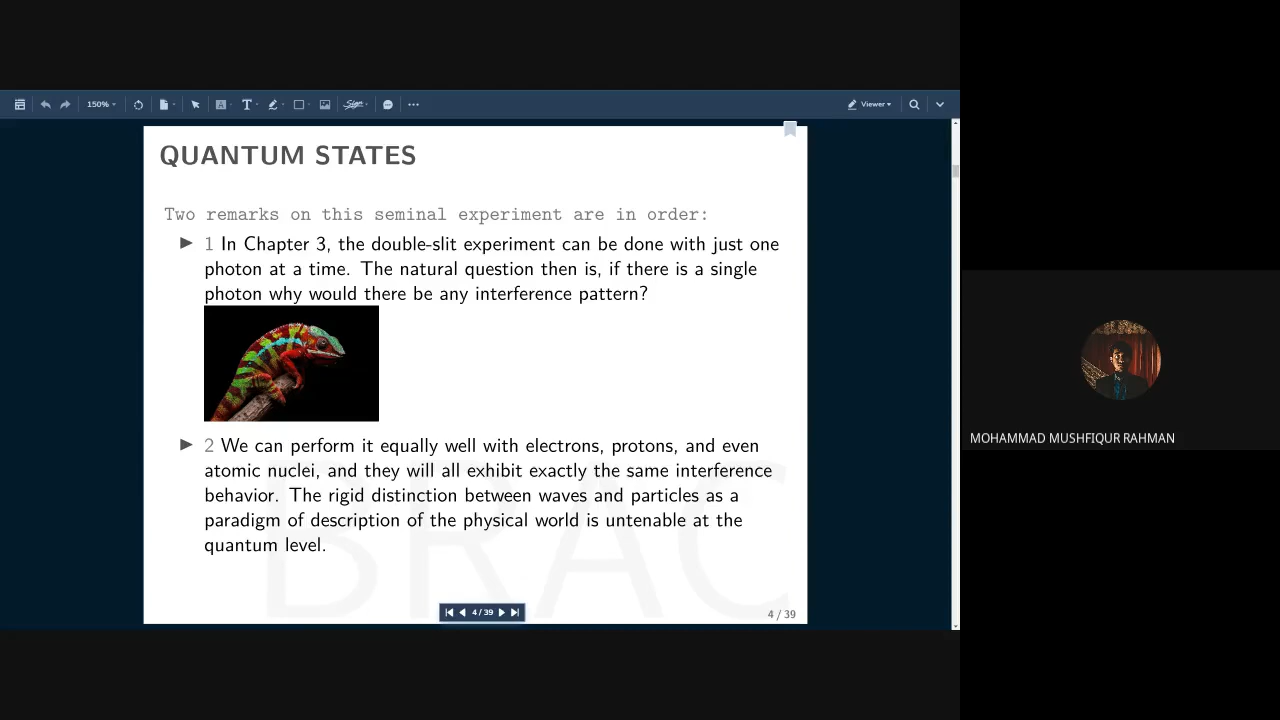 150%
T
Sign
Viewer
QUANTUM STATES
Two remarks on this seminal experiment are in order:
1 In Chapter 3, the double-slit experiment can be done with just one
photon at a time. The natural question then is, if there is a single
photon why would there be any interference pattern?
2 We can perform it equally well with electrons, protons, and even
atomic nuclei, and they will all exhibit exactly the same interference
behavior. The rigid distinction between waves and particles as a
paradigm of description of the physical world is untenable at the
quantum level.
BRAC
4 / 39
4 / 39
MOHAMMAD MUSHFIQUR RAHMAN